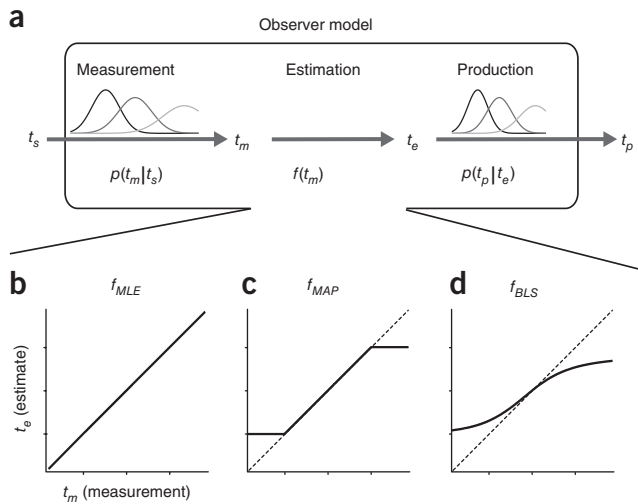 a
Observer model
Measurement Estimation Production
t_s t_m t_e t_p
p(t_m|t_s) f(t_m) p(t_p|t_e)
b c d
f_MLE f_MAP f_BLS
t_e (estimate)
t_m (measurement)